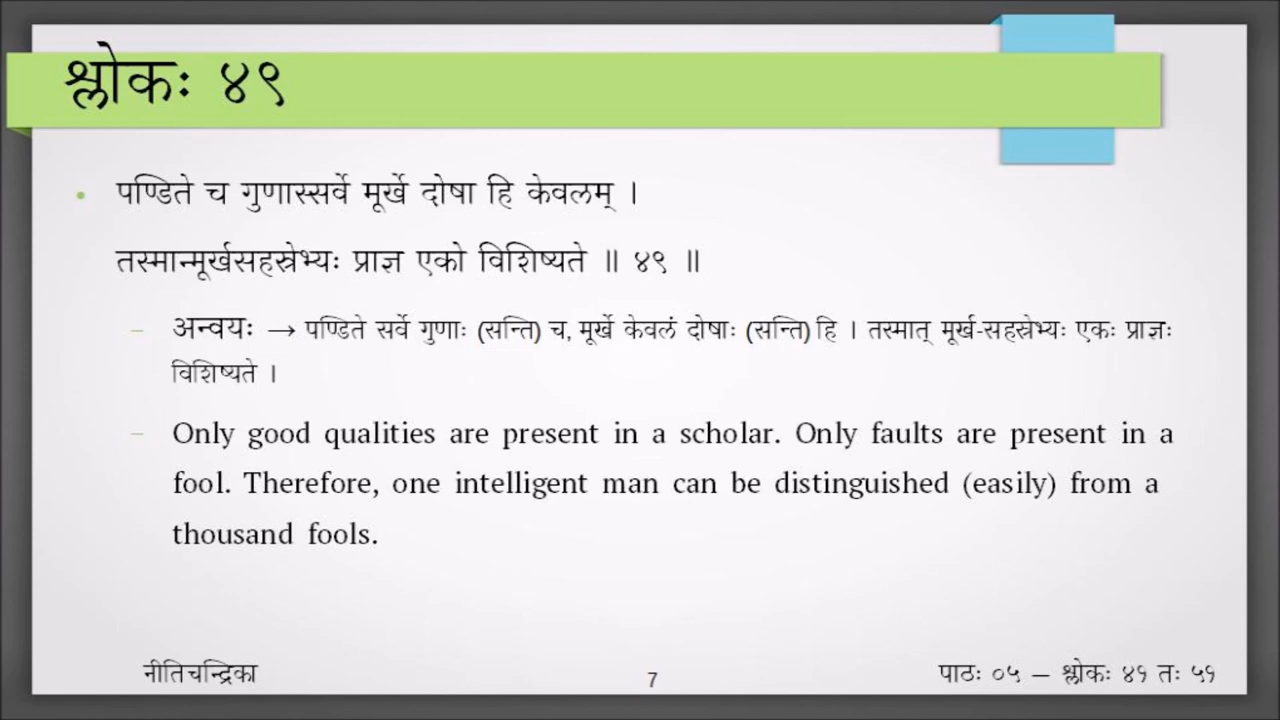 श्लोकः ४९
• पण्डिते च गुणास्सर्वे मूर्खे दोषा हि केवलम् ।
तस्मान्मूर्खसहस्रेभ्यः प्राज्ञ एको विशिष्यते ॥ ४९ ॥
– अन्वयः → पण्डिते सर्वे गुणाः (सन्ति) च, मूर्खे केवलं दोषाः (सन्ति) हि । तस्मात् मूर्ख-सहस्रेभ्यः एकः प्राज्ञः
विशिष्यते ।
– Only good qualities are present in a scholar. Only faults are present in a
fool. Therefore, one intelligent man can be distinguished (easily) from a
thousand fools.
नीतिचन्द्रिका 7 पाठः ०५ – श्लोकः ४१ तः ५१